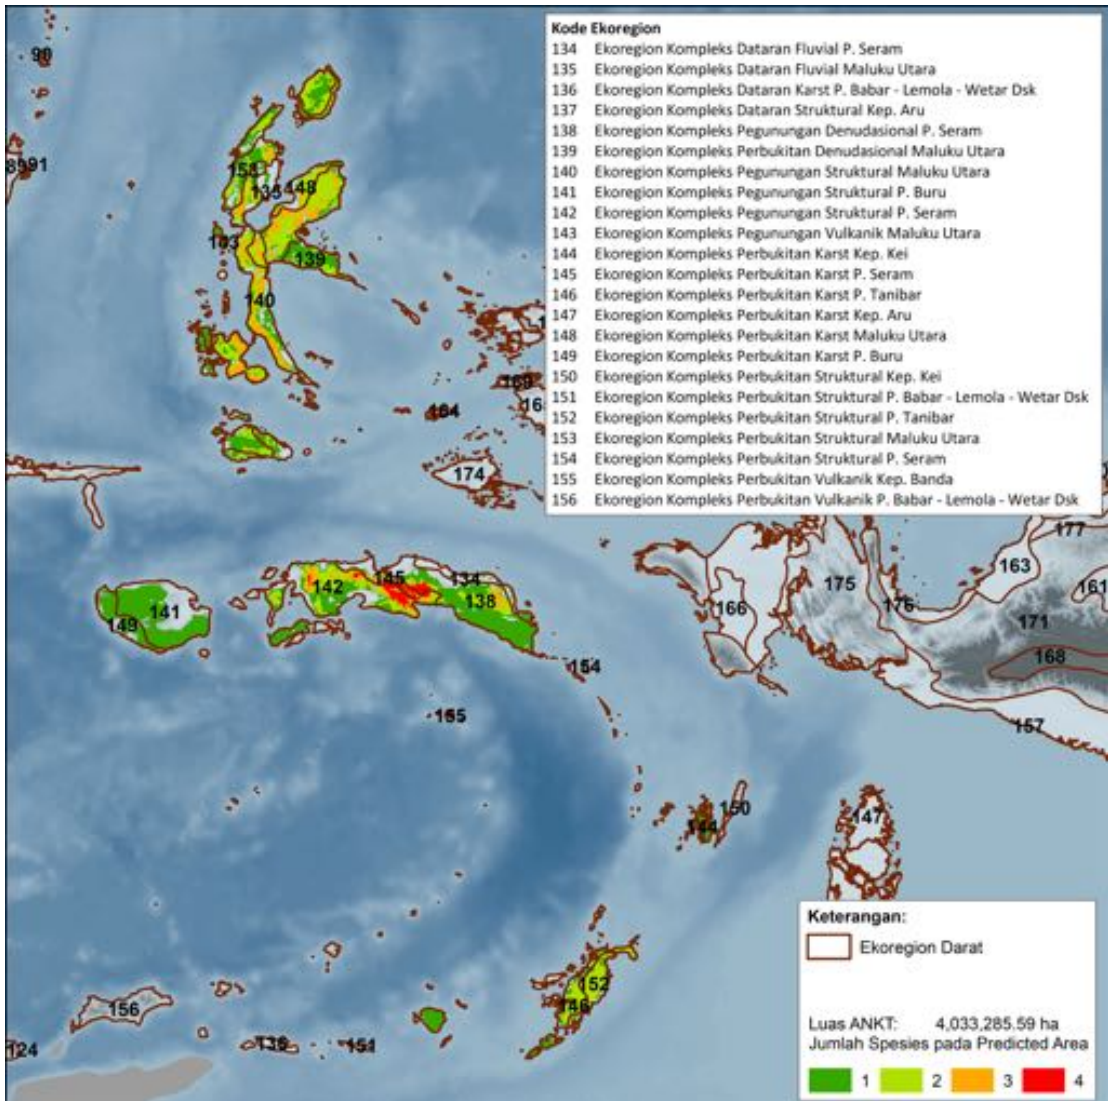 Kode Ekoregion
134 Ekoregion Kompleks Dataran Fluvial P. Seram
135 Ekoregion Kompleks Dataran Fluvial Maluku Utara
136 Ekoregion Kompleks Dataran Karst P. Babar - Lemola - Wetar Dsk
137 Ekoregion Kompleks Dataran Struktural Kep. Aru
138 Ekoregion Kompleks Pegunungan Denudasional P. Seram
139 Ekoregion Kompleks Perbukitan Denudasional Maluku Utara
140 Ekoregion Kompleks Pegunungan Struktural Maluku Utara
141 Ekoregion Kompleks Pegunungan Struktural P. Buru
142 Ekoregion Kompleks Pegunungan Struktural P. Seram
143 Ekoregion Kompleks Pegunungan Vulkanik Maluku Utara
144 Ekoregion Kompleks Perbukitan Karst Kep. Kei
145 Ekoregion Kompleks Perbukitan Karst P. Seram
146 Ekoregion Kompleks Perbukitan Karst P. Tanibar
147 Ekoregion Kompleks Perbukitan Karst Kep. Aru
148 Ekoregion Kompleks Perbukitan Karst Maluku Utara
149 Ekoregion Kompleks Perbukitan Karst P. Buru
150 Ekoregion Kompleks Perbukitan Struktural Kep. Kei
151 Ekoregion Kompleks Perbukitan Struktural P. Babar - Lemola - Wetar Dsk
152 Ekoregion Kompleks Perbukitan Struktural P. Tanibar
153 Ekoregion Kompleks Perbukitan Struktural Maluku Utara
154 Ekoregion Kompleks Perbukitan Struktural P. Seram
155 Ekoregion Kompleks Perbukitan Vulkanik Kep. Banda
156 Ekoregion Kompleks Perbukitan Vulkanik P. Babar - Lemola - Wetar Dsk
91
153
135
148
143
139
140
164
174
177
163
161
145
134
142
138
141
149
175
176
166
171
168
154
157
155
150
144
147
152
146
156
124
136
151
Keterangan:
Ekoregion Darat
Luas ANKT: 4,033,285.59 ha
Jumlah Spesies pada Predicted Area
1 2 3 4